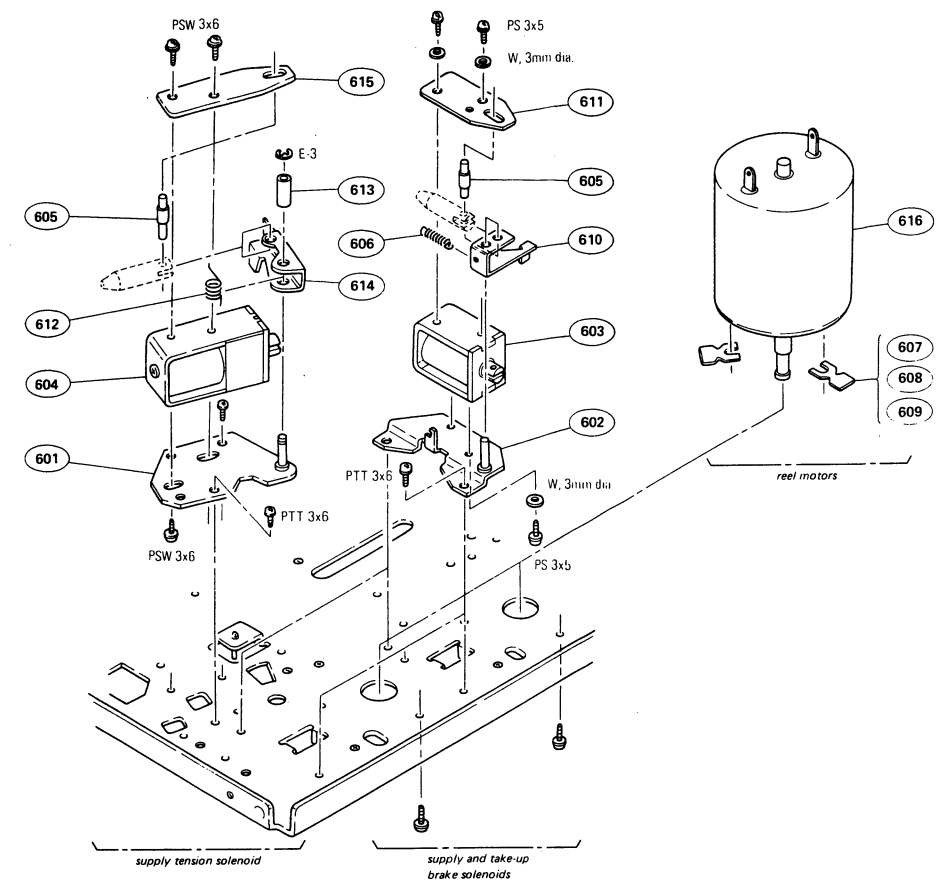 PSW 3x6
PS 3x5
W, 3mm dia.
615
611
E-3
613
605
605
606
610
616
614
612
603
607
604
608
609
602
601
PTT 3x6
reel motors
W, 3mm dia
PTT 3x6
PSW 3x6
PS 3x5
supply tension solenoid
supply and take-up
brake solenoids